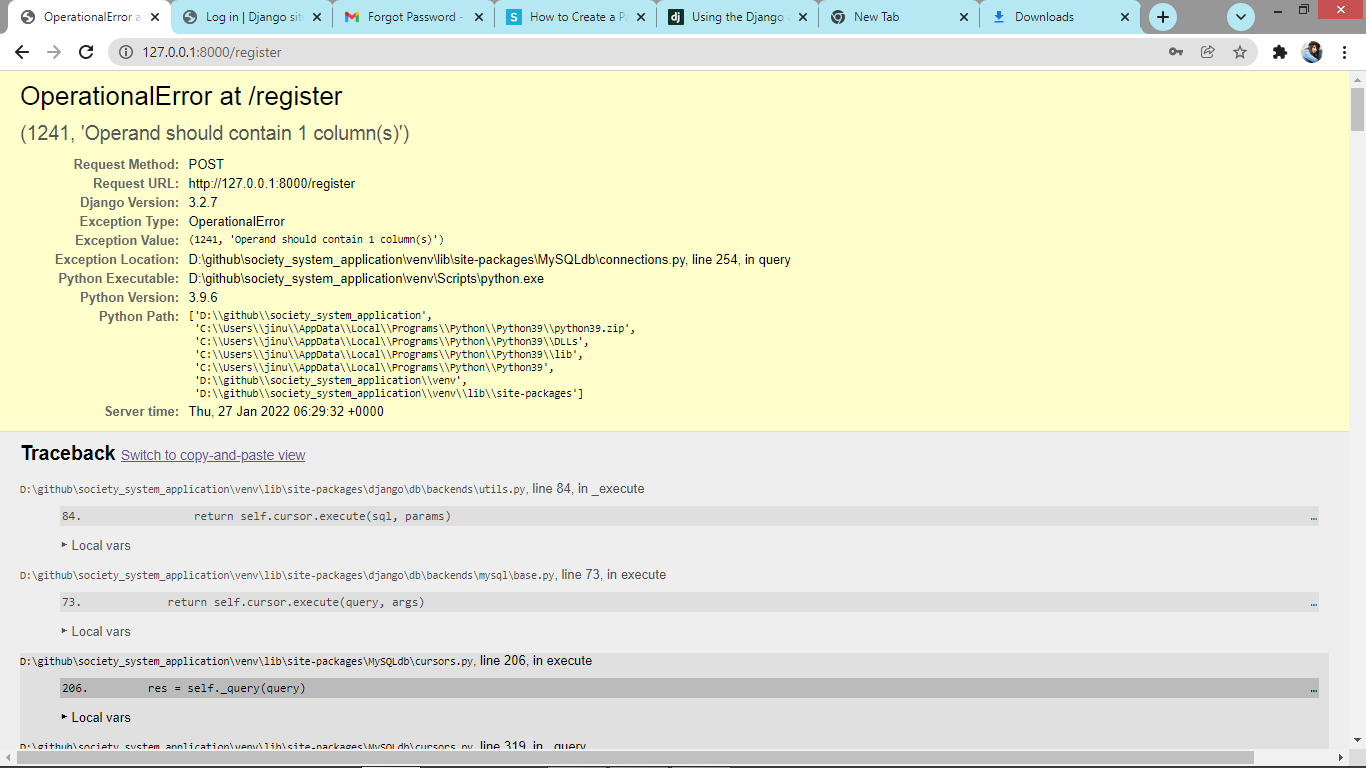 OperationalError a
Log in | Django sit
Forgot Password -
How to Create a P
Using the Django
New Tab
Downloads
127.0.0.1:8000/register
OperationalError at /register
(1241, 'Operand should contain 1 column(s)')
Request Method: POST
Request URL: http://127.0.0.1:8000/register
Django Version: 3.2.7
Exception Type: OperationalError
Exception Value: (1241, 'Operand should contain 1 column(s)')
Exception Location: D:\github\society_system_application\venv\lib\site-packages\MySQLdb\connections.py, line 254, in query
Python Executable: D:\github\society_system_application\venv\Scripts\python.exe
Python Version: 3.9.6
Python Path: ['D:\\github\\society_system_application',
'C:\\Users\\jinu\\AppData\\Local\\Programs\\Python\\Python39\\python39.zip',
'C:\\Users\\jinu\\AppData\\Local\\Programs\\Python\\Python39\\DLLs',
'C:\\Users\\jinu\\AppData\\Local\\Programs\\Python\\Python39\\lib',
'C:\\Users\\jinu\\AppData\\Local\\Programs\\Python\\Python39',
'D:\\github\\society_system_application\\venv',
'D:\\github\\society_system_application\\venv\\lib\\site-packages']
Server time: Thu, 27 Jan 2022 06:29:32 +0000
Traceback Switch to copy-and-paste view
D:\github\society_system_application\venv\lib\site-packages\django\db\backends\utils.py, line 84, in _execute
84. return self.cursor.execute(sql, params) …
Local vars
D:\github\society_system_application\venv\lib\site-packages\django\db\backends\mysql\base.py, line 73, in execute
73. return self.cursor.execute(query, args) …
Local vars
D:\github\society_system_application\venv\lib\site-packages\MySQLdb\cursors.py, line 206, in execute
206. res = self._query(query) …
Local vars
D:\github\society_system_application\venv\lib\site-packages\MySQLdb\cursors.py, line 319, in _query